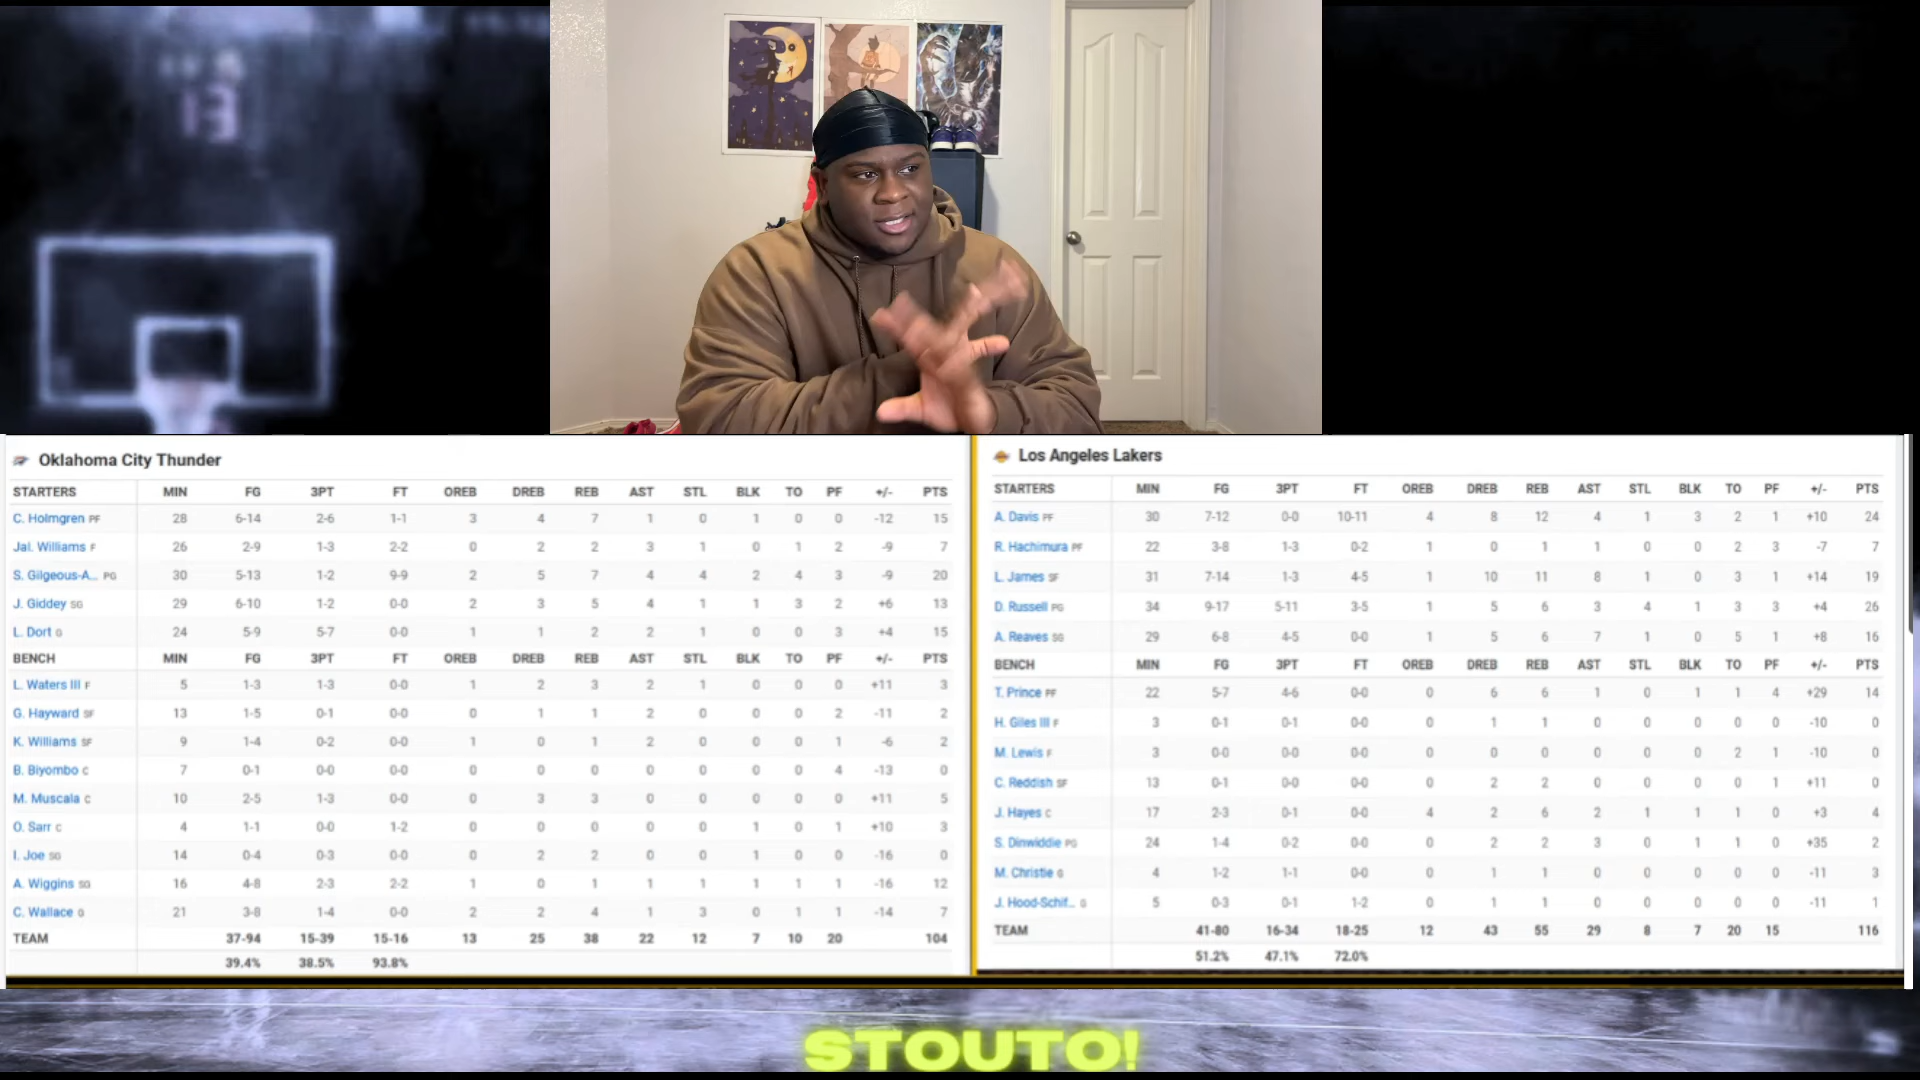 13
Oklahoma City Thunder
STARTERS MIN FG 3PT FT OREB DREB REB AST STL BLK TO PF +/- PTS
C. Holmgren PF 28 6-14 2-6 1-1 3 4 7 1 0 1 0 0 -12 15
Jal. Williams F 26 2-9 1-3 2-2 0 2 2 3 1 0 1 2 -9 7
S. Gilgeous-A... PG 30 5-13 1-2 9-9 2 5 7 4 4 2 4 3 -9 20
J. Giddey SG 29 6-10 1-2 0-0 2 3 5 4 1 1 3 2 +6 13
L. Dort G 24 5-9 5-7 0-0 1 1 2 2 1 0 0 3 +4 15
BENCH MIN FG 3PT FT OREB DREB REB AST STL BLK TO PF +/- PTS
L. Waters III F 5 1-3 1-3 0-0 1 2 3 2 1 0 0 0 +11 3
G. Hayward SF 13 1-5 0-1 0-0 0 1 1 2 0 0 0 2 -11 2
K. Williams SF 9 1-4 0-2 0-0 1 0 1 2 0 0 0 1 -6 2
B. Biyombo C 7 0-1 0-0 0-0 0 0 0 0 0 0 0 4 -13 0
M. Muscala C 10 2-5 1-3 0-0 0 3 3 0 0 0 0 0 +11 5
O. Sarr C 4 1-1 0-0 1-2 0 0 0 0 0 1 0 1 +10 3
I. Joe SG 14 0-4 0-3 0-0 0 2 2 0 0 1 0 0 -16 0
A. Wiggins SG 16 4-8 2-3 2-2 1 0 1 1 1 1 1 1 -16 12
C. Wallace G 21 3-8 1-4 0-0 2 2 4 1 3 0 1 1 -14 7
TEAM 37-94 15-39 15-16 13 25 38 22 12 7 10 20 104
39.4% 38.5% 93.8%
Los Angeles Lakers
STARTERS MIN FG 3PT FT OREB DREB REB AST STL BLK TO PF +/- PTS
A. Davis PF 30 7-12 0-0 10-11 4 8 12 4 1 3 2 1 +10 24
R. Hachimura PF 22 3-8 1-3 0-2 1 0 1 1 0 0 2 3 -7 7
L. James SF 31 7-14 1-3 4-5 1 10 11 8 1 0 3 1 +14 19
D. Russell PG 34 9-17 5-11 3-5 1 5 6 3 4 1 3 3 +4 26
A. Reaves SG 29 6-8 4-5 0-0 1 5 6 7 1 0 5 1 +8 16
BENCH MIN FG 3PT FT OREB DREB REB AST STL BLK TO PF +/- PTS
T. Prince PF 22 5-7 4-6 0-0 0 6 6 1 0 1 1 4 +29 14
H. Giles III F 3 0-1 0-1 0-0 0 1 1 0 0 0 0 0 -10 0
M. Lewis F 3 0-0 0-0 0-0 0 0 0 0 0 0 2 1 -10 0
C. Reddish SF 13 0-1 0-0 0-0 0 2 2 0 0 0 0 1 +11 0
J. Hayes C 17 2-3 0-1 0-0 4 2 6 2 1 1 1 0 +3 4
S. Dinwiddie PG 24 1-4 0-2 0-0 0 2 2 3 0 1 1 0 +35 2
M. Christie G 4 1-2 1-1 0-0 0 1 1 0 0 0 0 0 -11 3
J. Hood-Schif... G 5 0-3 0-1 1-2 0 1 1 0 0 0 0 0 -11 1
TEAM 41-80 16-34 18-25 12 43 55 29 8 7 20 15 116
51.2% 47.1% 72.0%
STOUTO!